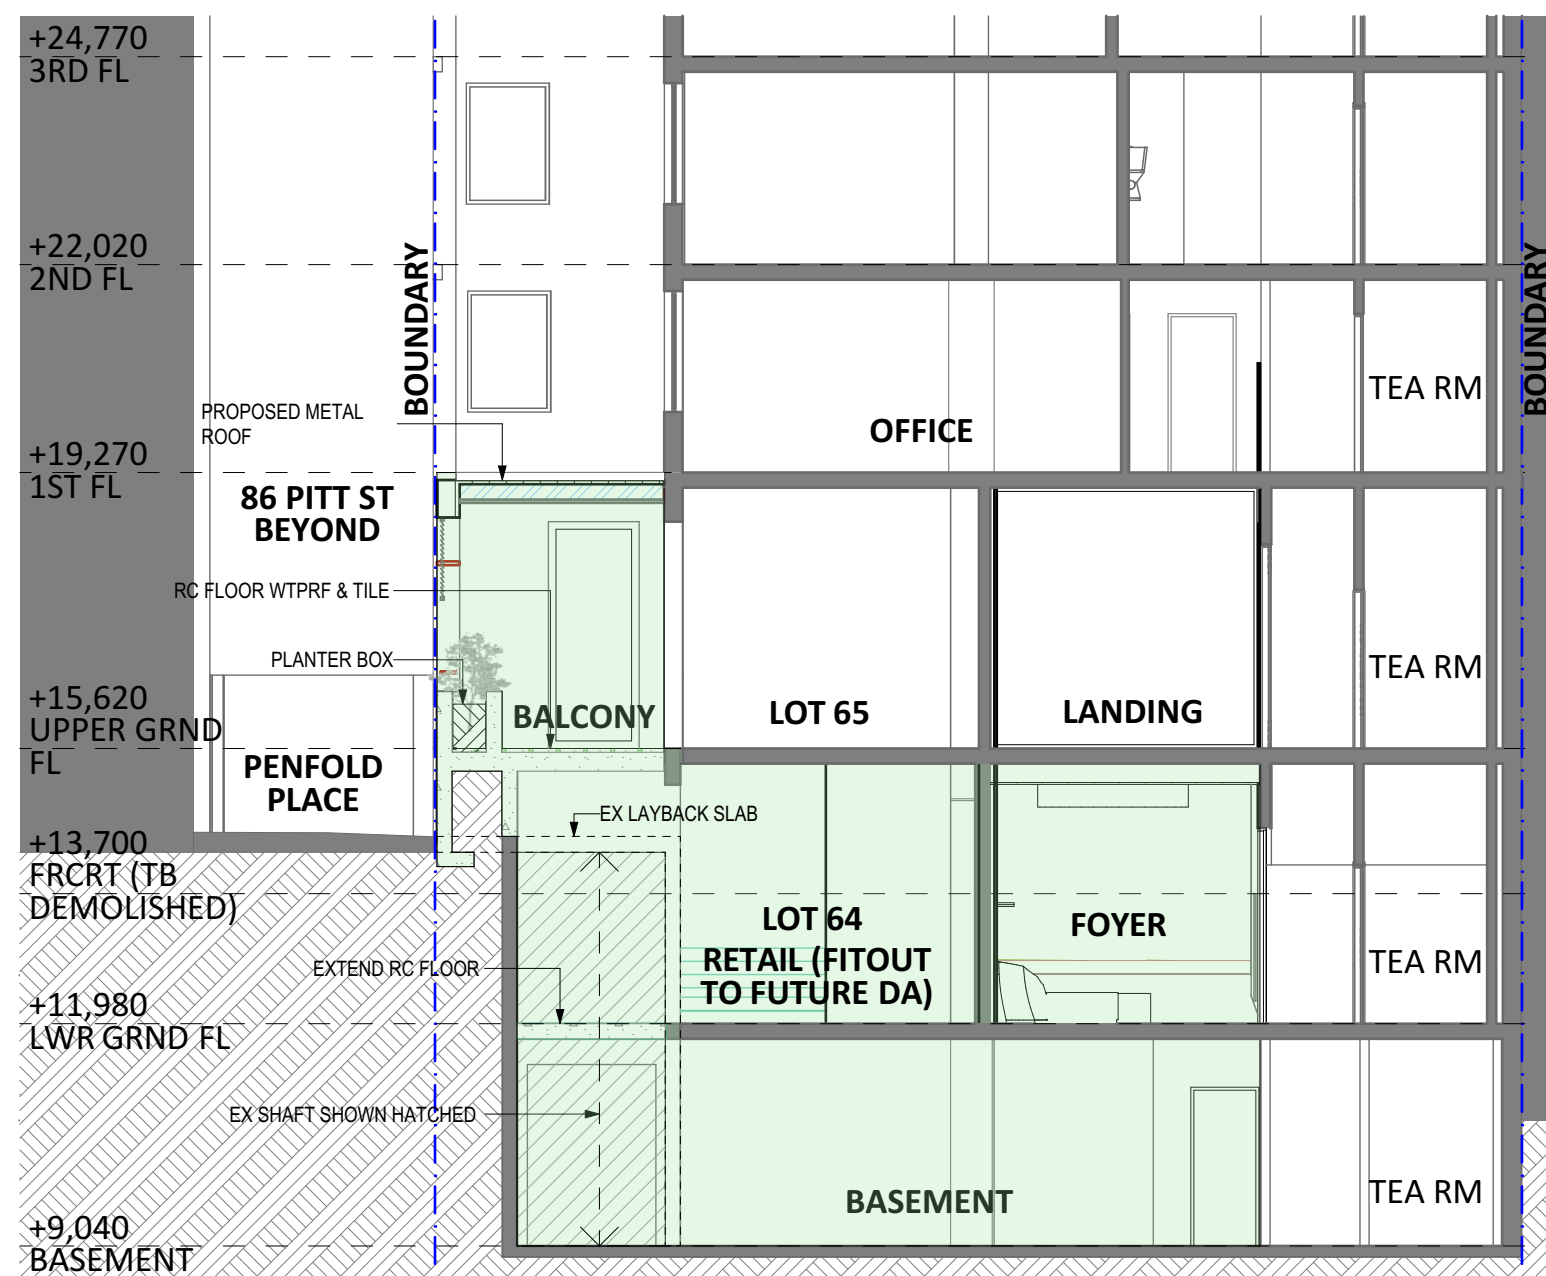 +24,770
3RD FL
+22,020
2ND FL
BOUNDARY
BOUNDARY
TEA RM
PROPOSED METAL
ROOF
OFFICE
+19,270
1ST FL
86 PITT ST
BEYOND
RC FLOOR WTPRF & TILE
PLANTER BOX
TEA RM
+15,620
UPPER GRND
FL
BALCONY
LOT 65
LANDING
PENFOLD
PLACE
EX LAYBACK SLAB
+13,700
FRCRT (TB
DEMOLISHED)
LOT 64
RETAIL (FITOUT
TO FUTURE DA)
FOYER
TEA RM
EXTEND RC FLOOR
+11,980
LWR GRND FL
EX SHAFT SHOWN HATCHED
BASEMENT
TEA RM
+9,040
BASEMENT